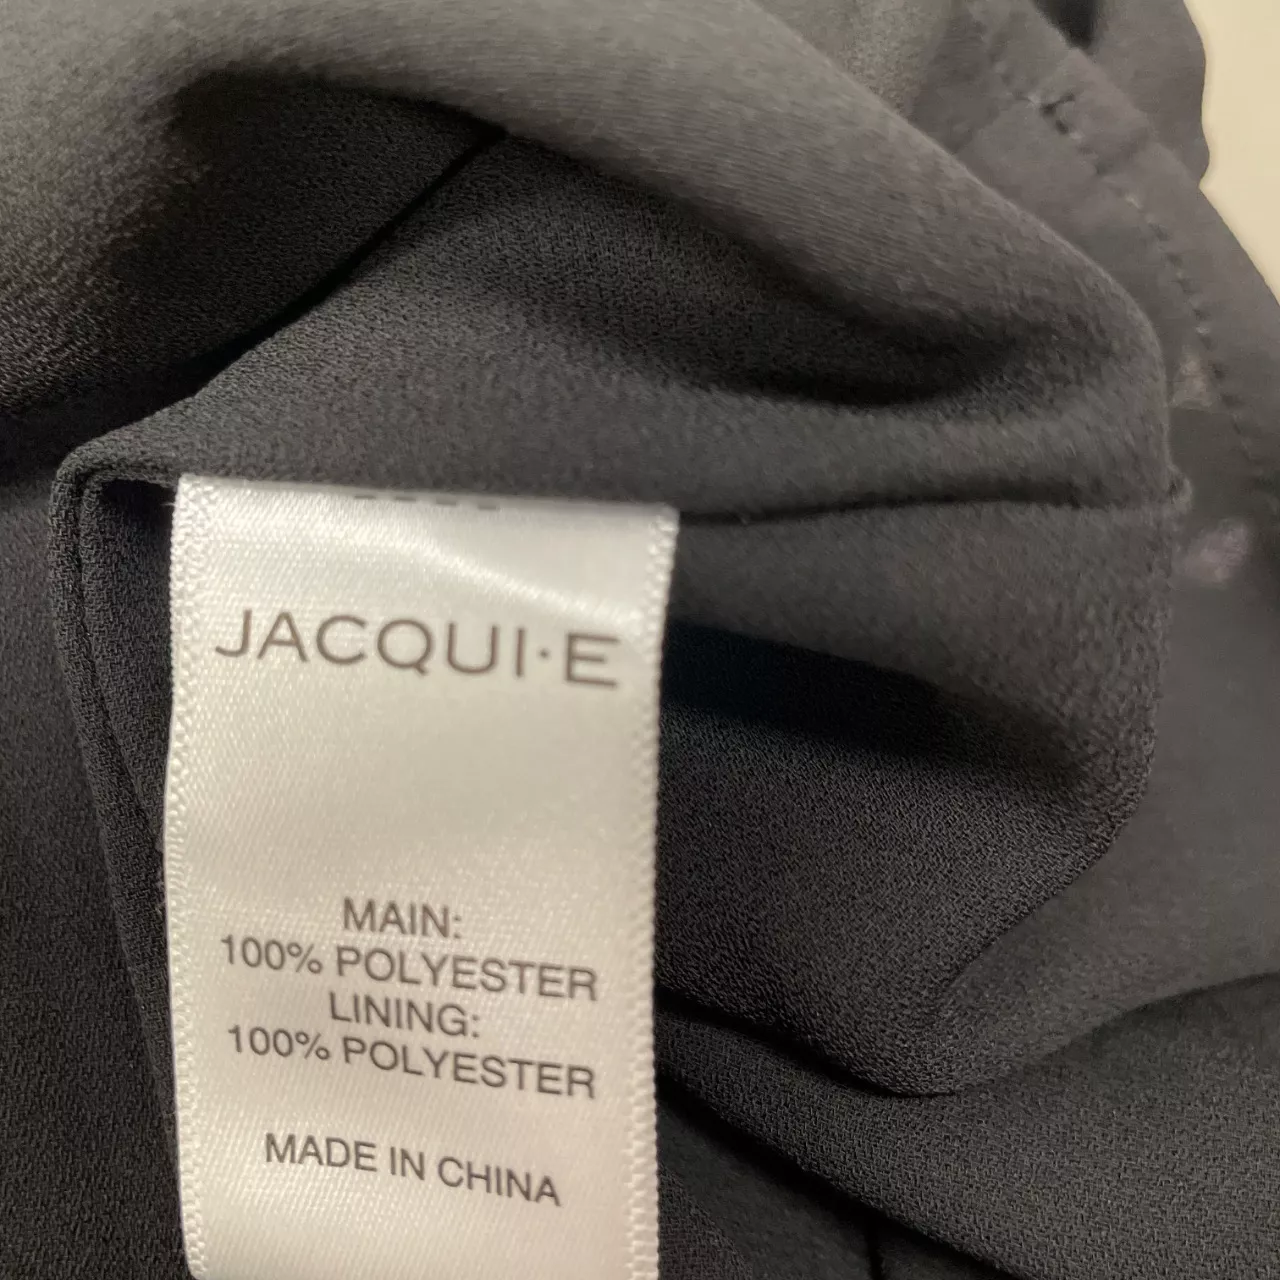 JACQUI·E
MAIN:
100% POLYESTER
LINING:
100% POLYESTER
MADE IN CHINA